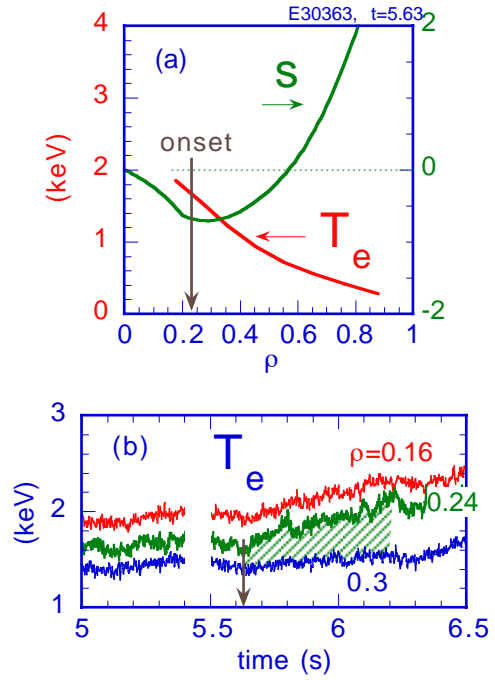 E30363, t=5.63
4 (a) 2
S
3
(keV)
onset
2 0
1 T e
0 -2
0 0.2 0.4 0.6 0.8 1
ρ
3 (b) T e ρ=0.16
(keV)
2 0.24
0.3
1
5 5.5 6 6.5
time (s)